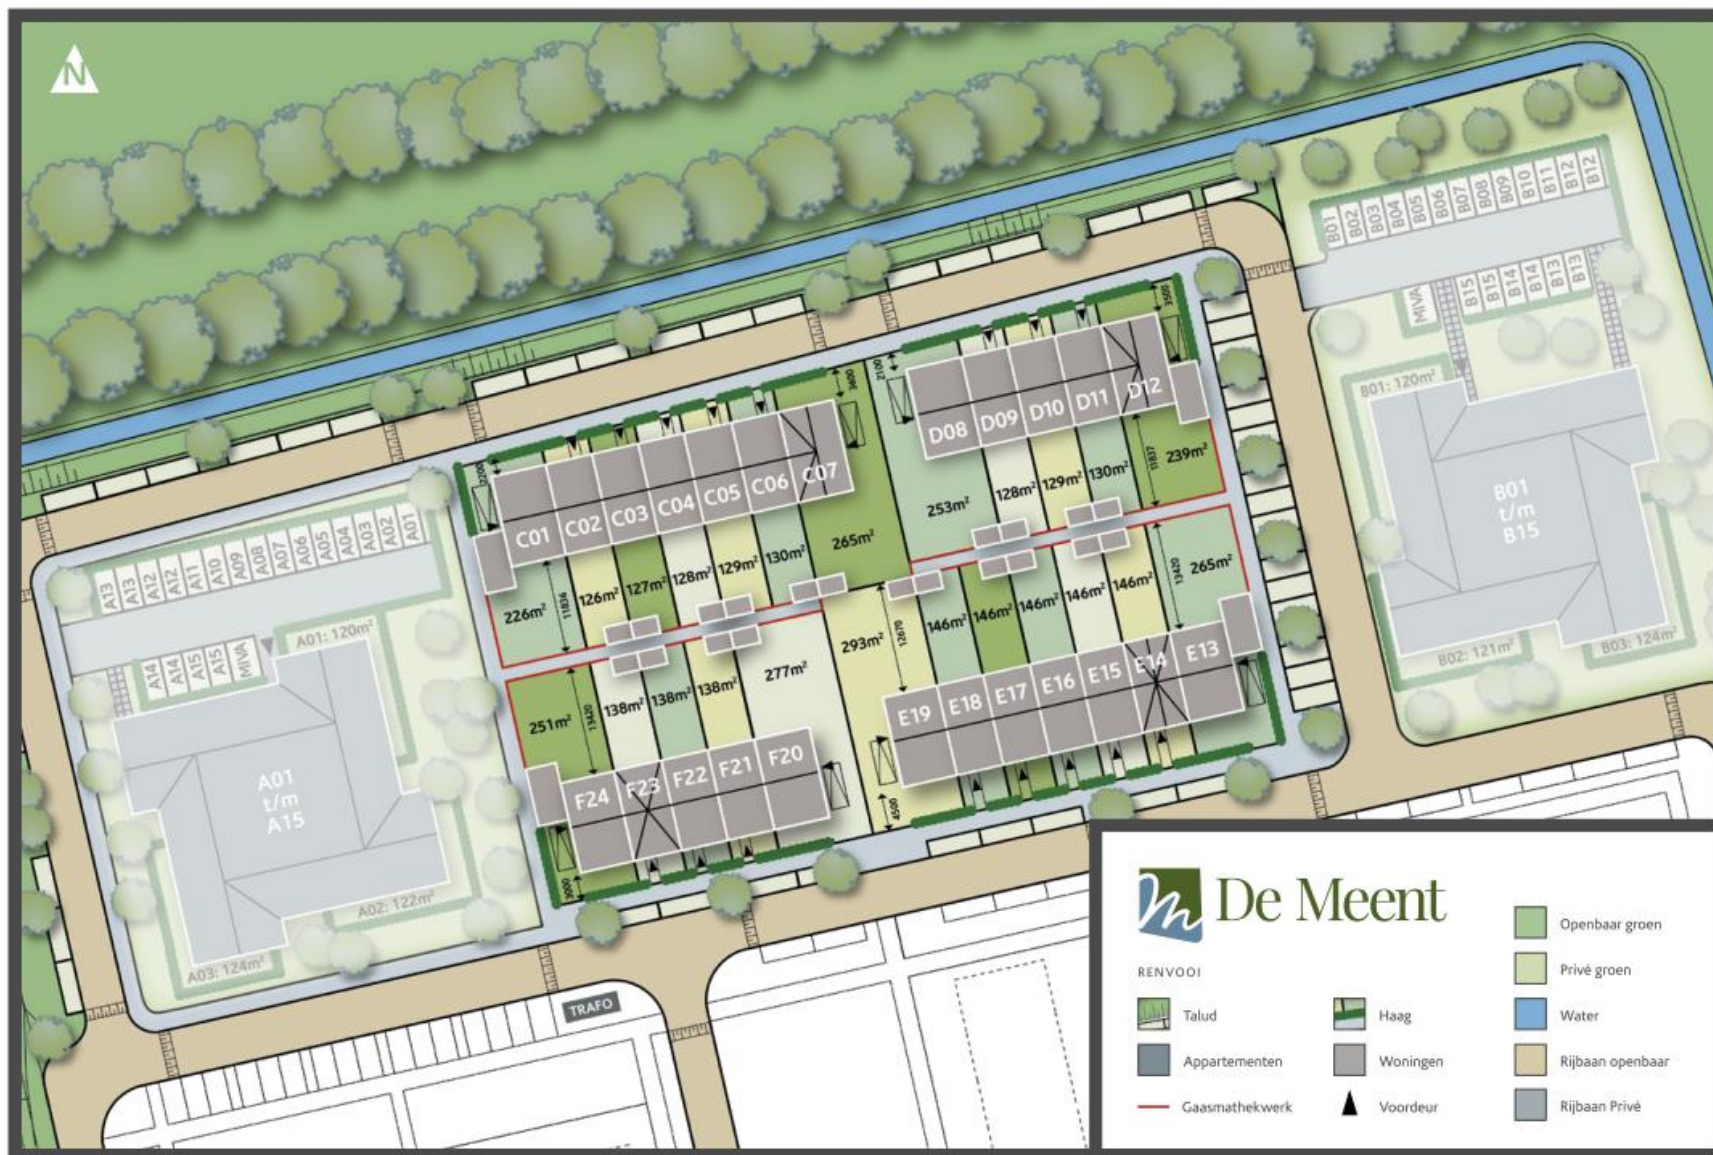 N
B01
B02
B03
B04
B05
B06
B07
B08
B09
B10
B11
B12
B12
MIVA
B15
B15
B14
B14
B13
B13
B01: 120m²
B01
t/m
B15
B02: 121m²
B03: 124m²
A13
A13
A12
A12
A11
A10
A09
A08
A07
A06
A05
A04
A03
A02
A01
A14
A14
A15
A15
MIVA
A01: 120m²
A01
t/m
A15
A02: 122m²
A03: 124m²
2100
3500
D08
D09
D10
D11
D12
253m²
128m²
129m²
130m²
11837
239m²
2200
3600
C01
C02
C03
C04
C05
C06
C07
226m²
11836
126m²
127m²
128m²
129m²
130m²
265m²
251m²
13420
138m²
138m²
138m²
277m²
293m²
12670
146m²
146m²
146m²
146m²
146m²
13420
265m²
F24
F23
F22
F21
F20
3000
E19
E18
E17
E16
E15
E14
E13
4500
TRAFO
De Meent
RENVOOI
Talud
Appartementen
Gaasmathekwerk
Haag
Woningen
Voordeur
Openbaar groen
Privé groen
Water
Rijbaan openbaar
Rijbaan Privé